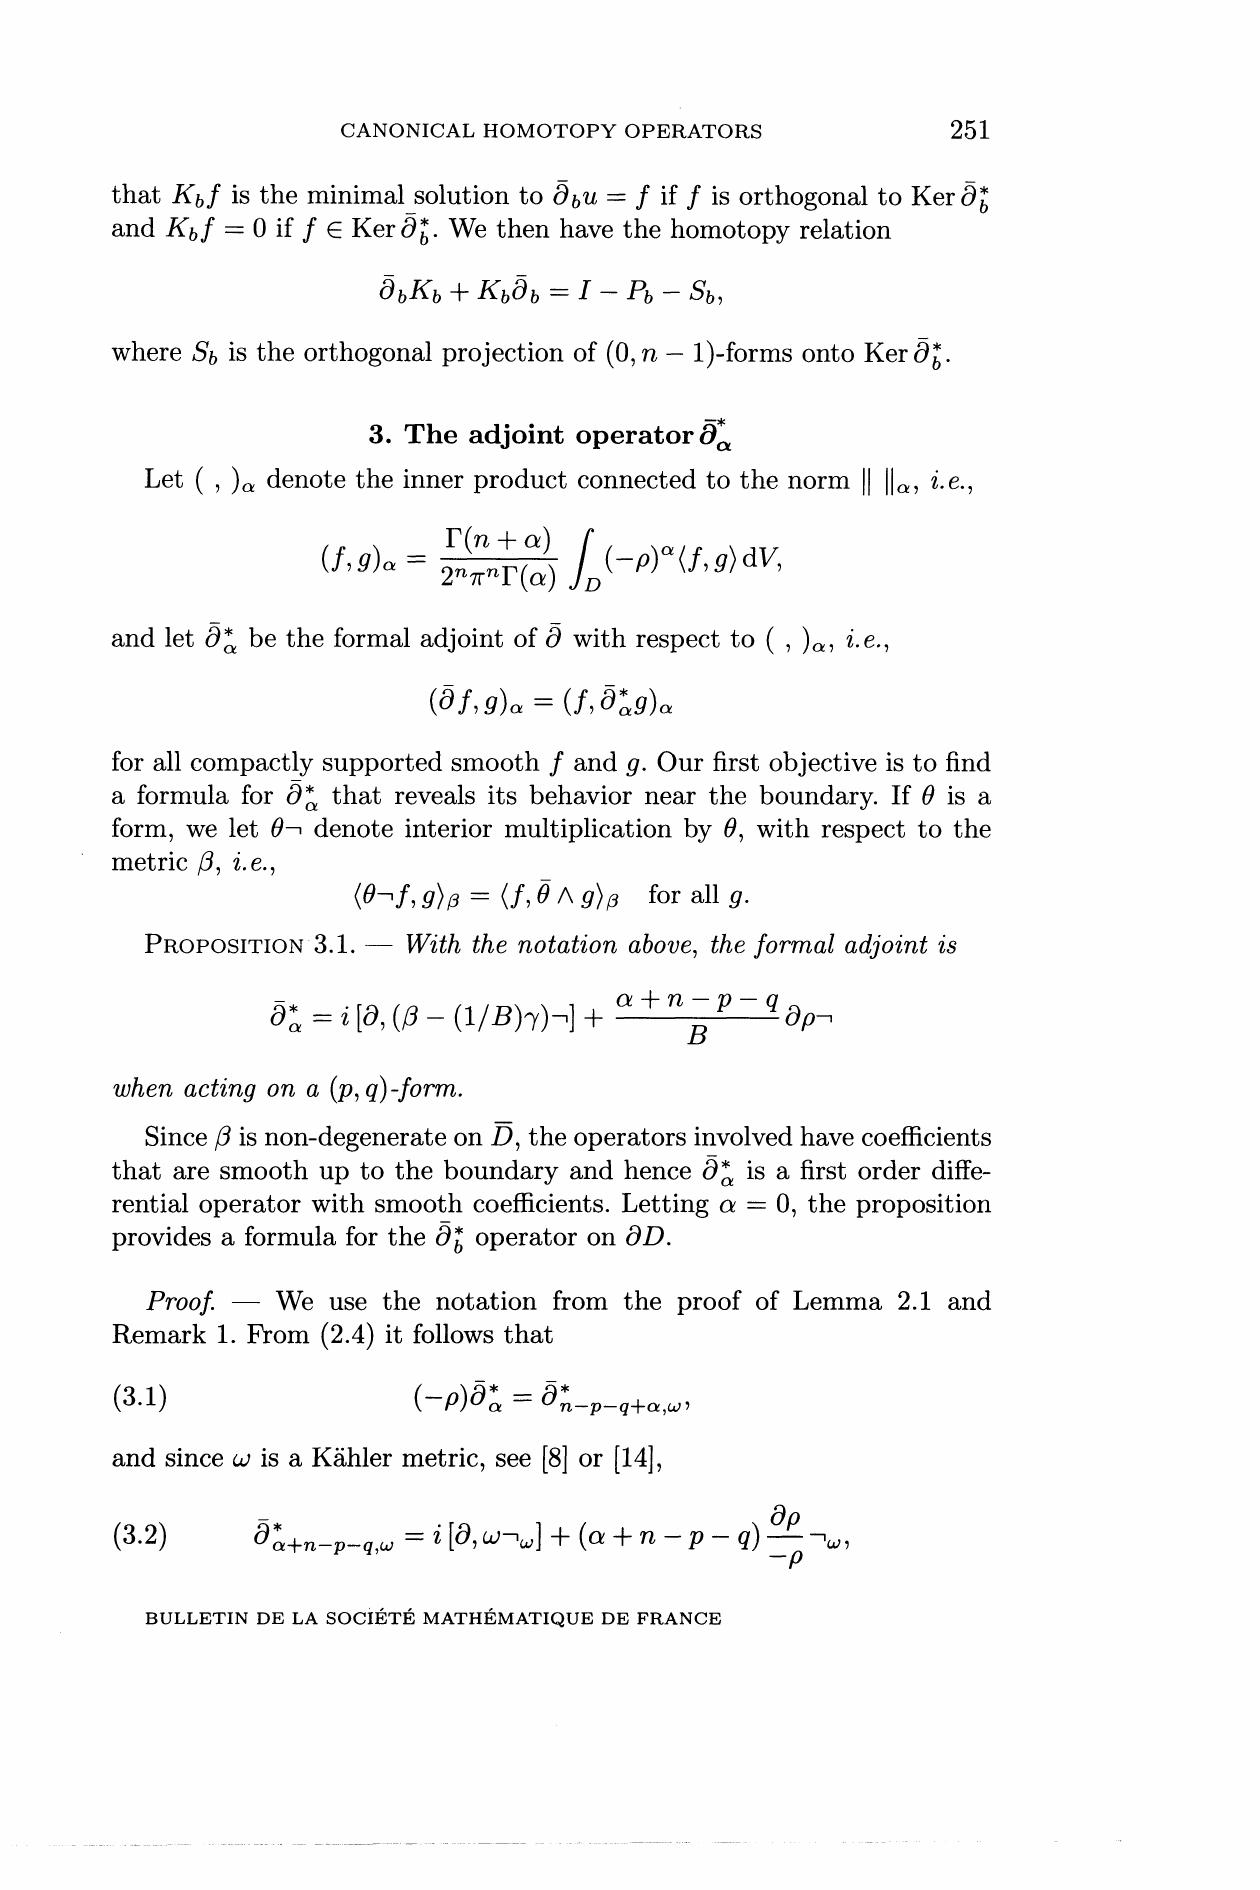 CANONICAL HOMOTOPY OPERATORS 251
that $K_b f$ is the minimal solution to $\bar\partial_b u = f$ if $f$ is orthogonal to $\operatorname{Ker} \bar\partial_b^*$
and $K_b f = 0$ if $f \in \operatorname{Ker} \bar\partial_b^*$. We then have the homotopy relation
$\bar\partial_b K_b + K_b \bar\partial_b = I - P_b - S_b,$
where $S_b$ is the orthogonal projection of $(0, n-1)$-forms onto $\operatorname{Ker} \bar\partial_b^*$.
3. The adjoint operator $\bar\partial_\alpha^*$
Let $(\ ,\ )_\alpha$ denote the inner product connected to the norm $\|\ \|_\alpha$, i.e.,
$(f, g)_\alpha = \frac{\Gamma(n+\alpha)}{2^n \pi^n \Gamma(\alpha)} \int_D (-\rho)^\alpha \langle f, g \rangle \, \mathrm{d}V,$
and let $\bar\partial_\alpha^*$ be the formal adjoint of $\bar\partial$ with respect to $(\ ,\ )_\alpha$, i.e.,
$(\bar\partial f, g)_\alpha = (f, \bar\partial_\alpha^* g)_\alpha$
for all compactly supported smooth $f$ and $g$. Our first objective is to find
a formula for $\bar\partial_\alpha^*$ that reveals its behavior near the boundary. If $\theta$ is a
form, we let $\theta\neg$ denote interior multiplication by $\theta$, with respect to the
metric $\beta$, i.e.,
$\langle \theta \neg f, g \rangle_\beta = \langle f, \bar\theta \wedge g \rangle_\beta$ for all $g$.
PROPOSITION 3.1. — With the notation above, the formal adjoint is
$\bar\partial_\alpha^* = i\,[\partial, (\beta - (1/B)\gamma)\neg] + \frac{\alpha + n - p - q}{B} \partial\rho\neg$
when acting on a $(p, q)$-form.
Since $\beta$ is non-degenerate on $\overline{D}$, the operators involved have coefficients
that are smooth up to the boundary and hence $\bar\partial_\alpha^*$ is a first order diffe-
rential operator with smooth coefficients. Letting $\alpha = 0$, the proposition
provides a formula for the $\bar\partial_b^*$ operator on $\partial D$.
Proof. — We use the notation from the proof of Lemma 2.1 and
Remark 1. From (2.4) it follows that
(3.1) $(-\rho)\bar\partial_\alpha^* = \bar\partial_{n-p-q+\alpha,\omega}^*,$
and since $\omega$ is a Kähler metric, see [8] or [14],
(3.2) $\bar\partial_{\alpha+n-p-q,\omega}^* = i\,[\partial, \omega\neg_\omega] + (\alpha + n - p - q) \frac{\partial\rho}{-\rho} \neg_\omega,$
BULLETIN DE LA SOCIÉTÉ MATHÉMATIQUE DE FRANCE